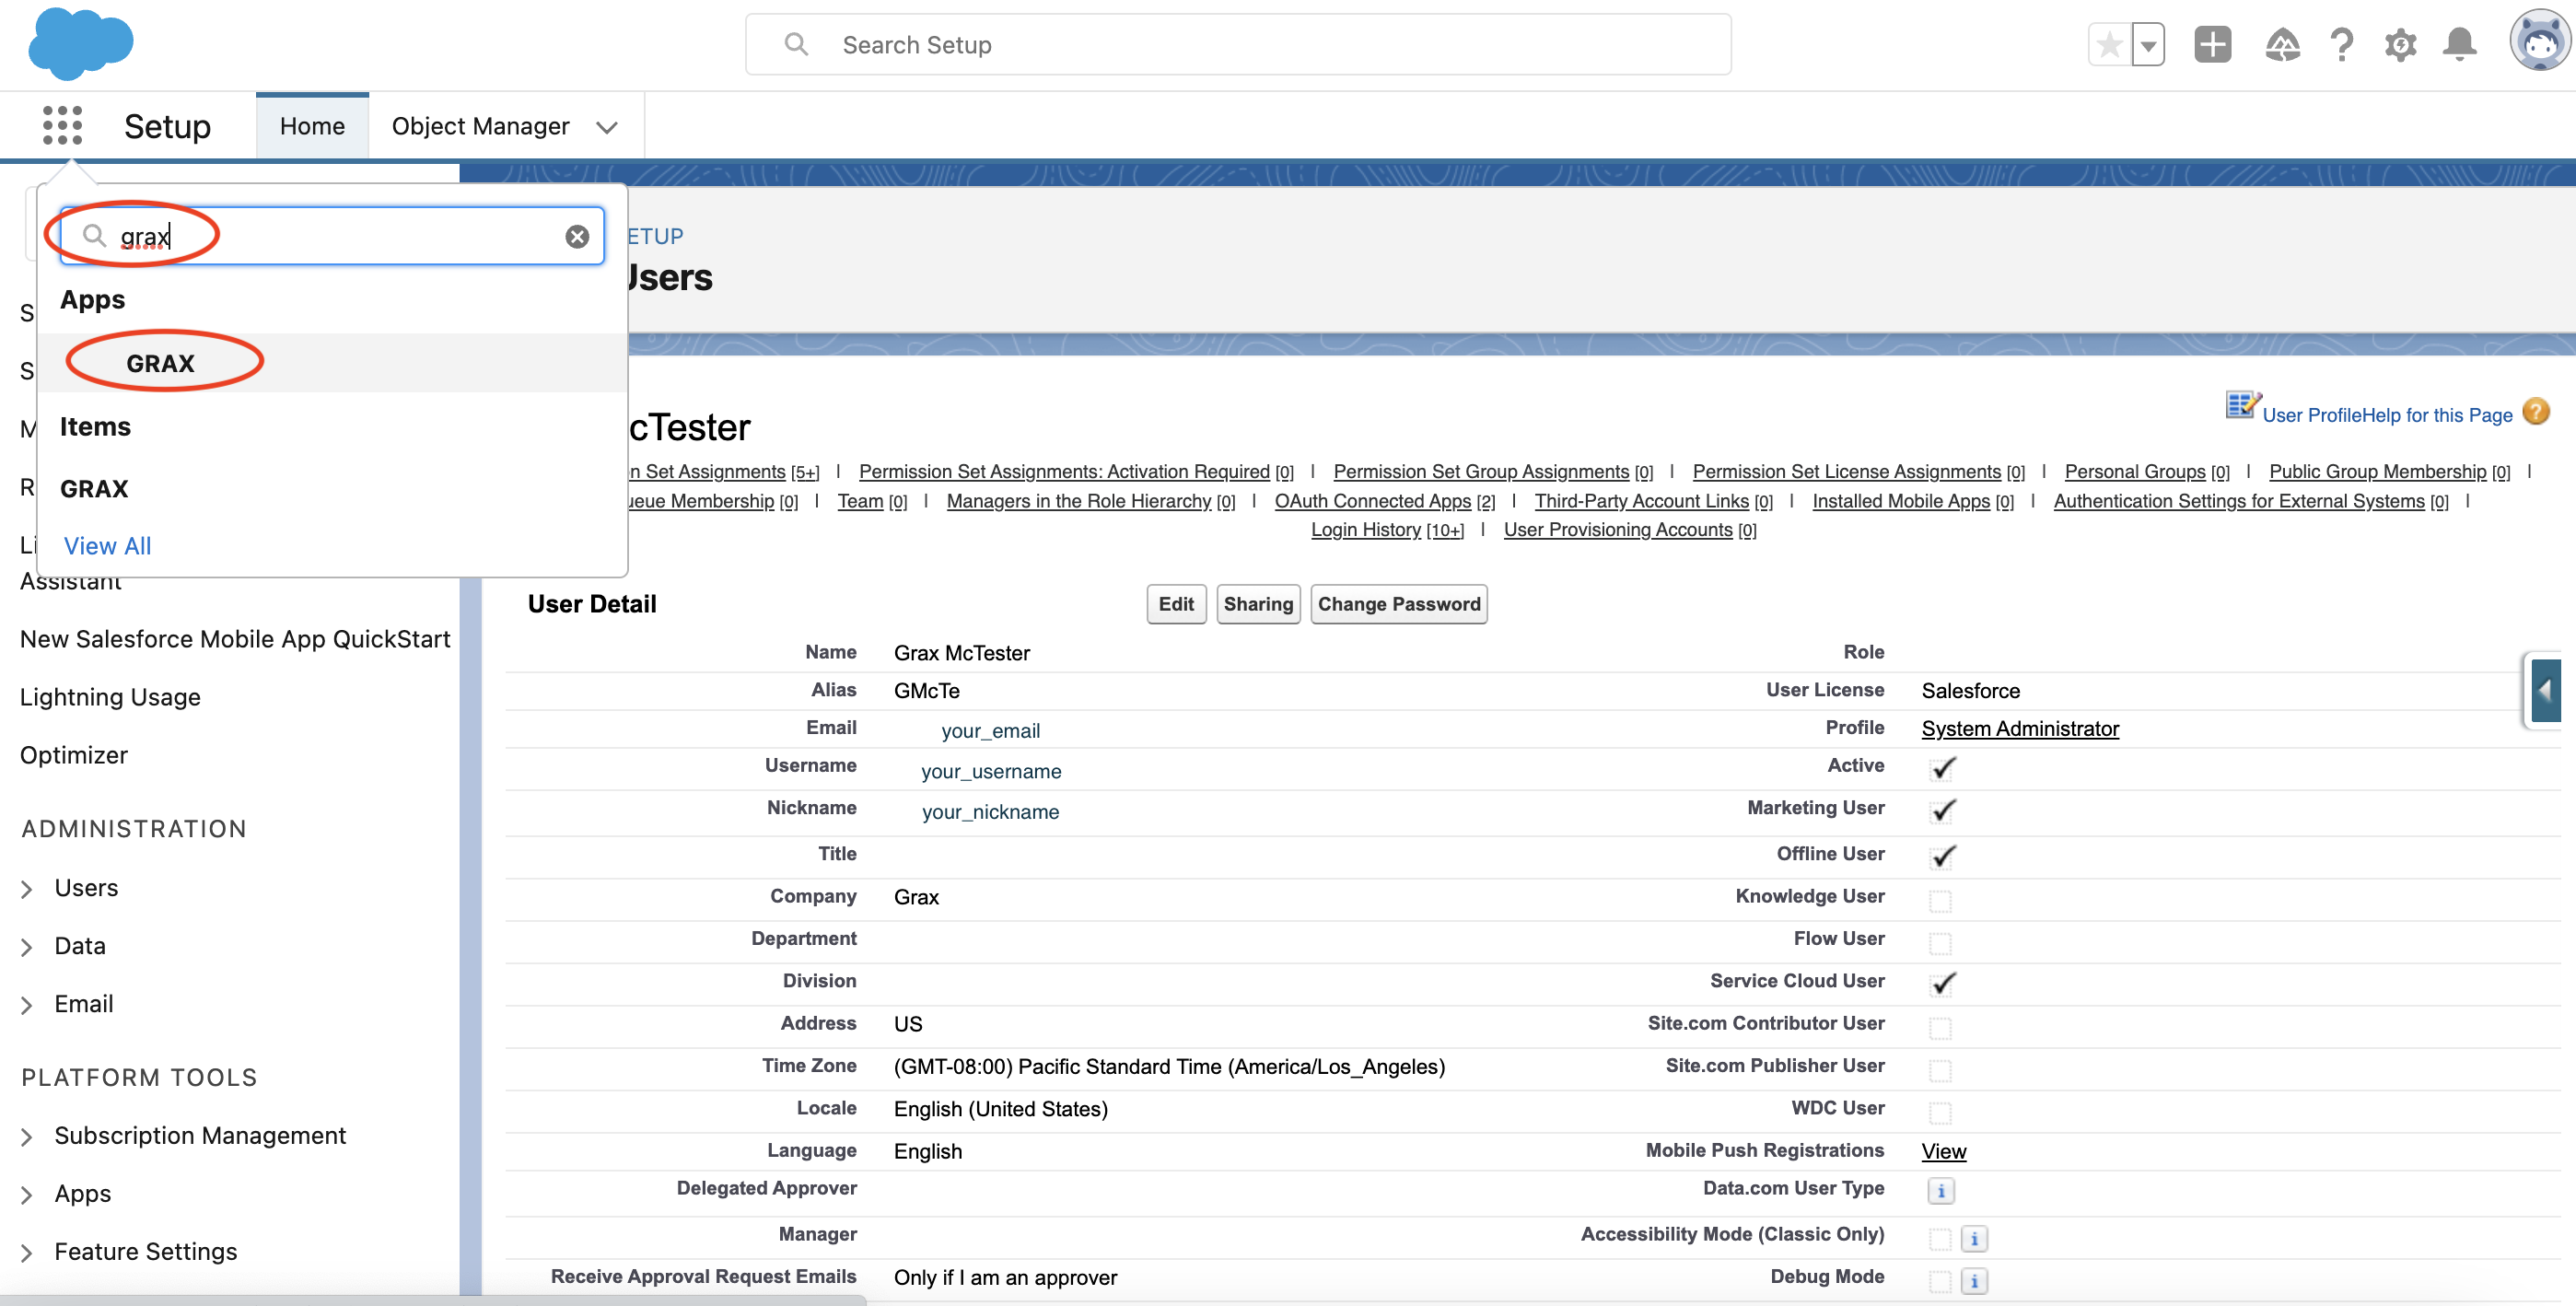 Search Setup
Setup Home Object Manager
grax
Apps
GRAX
Items
GRAX
View All
ETUP
Users
S
S
M
R
Li
Assistant
New Salesforce Mobile App QuickStart
Lightning Usage
Optimizer
ADMINISTRATION
Users
Data
Email
PLATFORM TOOLS
Subscription Management
Apps
Feature Settings
cTester
User ProfileHelp for this Page ?
n Set Assignments [5+] | Permission Set Assignments: Activation Required [0] | Permission Set Group Assignments [0] | Permission Set License Assignments [0] | Personal Groups [0] | Public Group Membership [0] |
ueue Membership [0] | Team [0] | Managers in the Role Hierarchy [0] | OAuth Connected Apps [2] | Third-Party Account Links [0] | Installed Mobile Apps [0] | Authentication Settings for External Systems [0] |
Login History [10+] | User Provisioning Accounts [0]
User Detail Edit Sharing Change Password
Name Grax McTester Role
Alias GMcTe User License Salesforce
Email your_email Profile System Administrator
Username your_username Active
Nickname your_nickname Marketing User
Title Offline User
Company Grax Knowledge User
Department Flow User
Division Service Cloud User
Address US Site.com Contributor User
Time Zone (GMT-08:00) Pacific Standard Time (America/Los_Angeles) Site.com Publisher User
Locale English (United States) WDC User
Language English Mobile Push Registrations View
Delegated Approver Data.com User Type i
Manager Accessibility Mode (Classic Only) i
Receive Approval Request Emails Only if I am an approver Debug Mode i